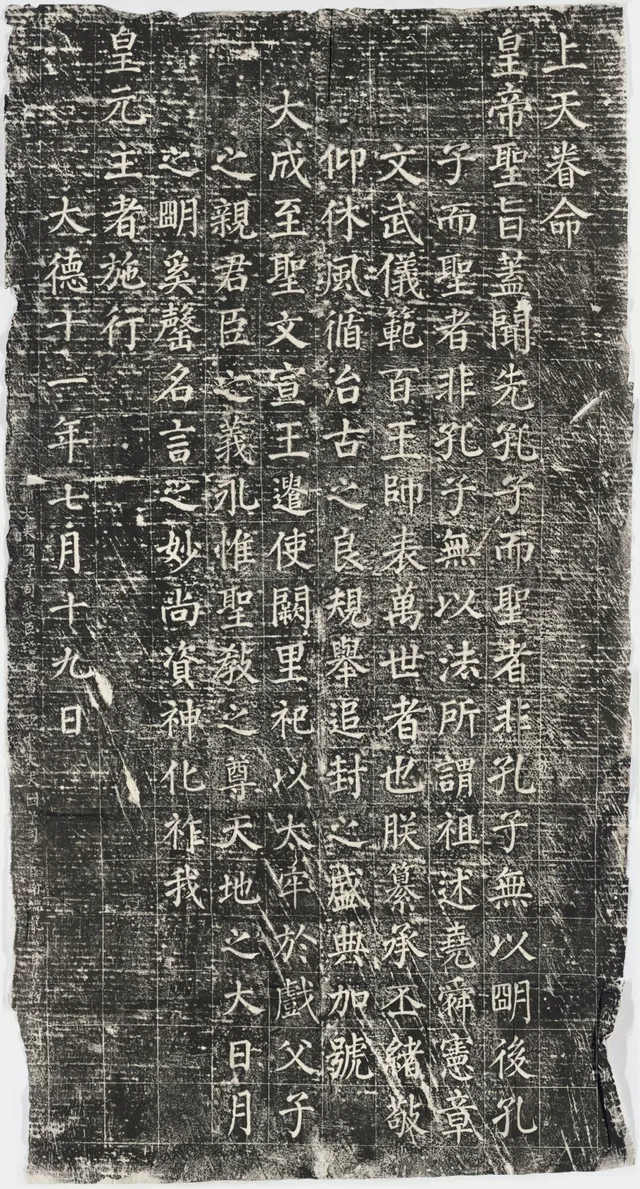 上天眷命
皇帝聖旨蓋聞先孔子而聖者非孔子無以朙後孔
子而聖者非孔子無以法所謂祖述堯舜憲章
文武儀範百王師表萬世者也朕纂承丕緒敬
仰休風循治古之良規舉追封之盛典加號
大成至聖文宣王遣使闕里祀以太牢於戲父子
之親君臣之義永惟聖教之尊天地之大日月
之朙奚罄名言之妙尚資神化祚我
皇元主者施行
大德十一年七月十九日